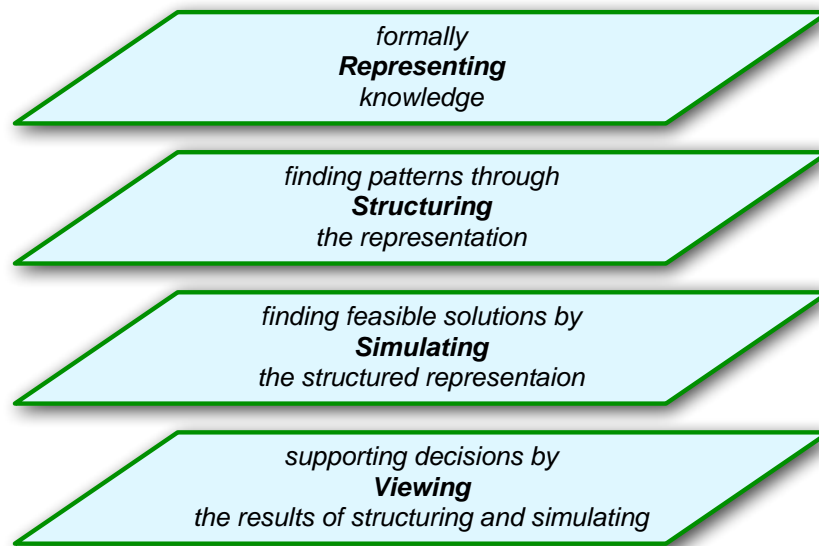 formally
Representing
knowledge
finding patterns through
Structuring
the representation
finding feasible solutions by
Simulating
the structured representaion
supporting decisions by
Viewing
the results of structuring and simulating